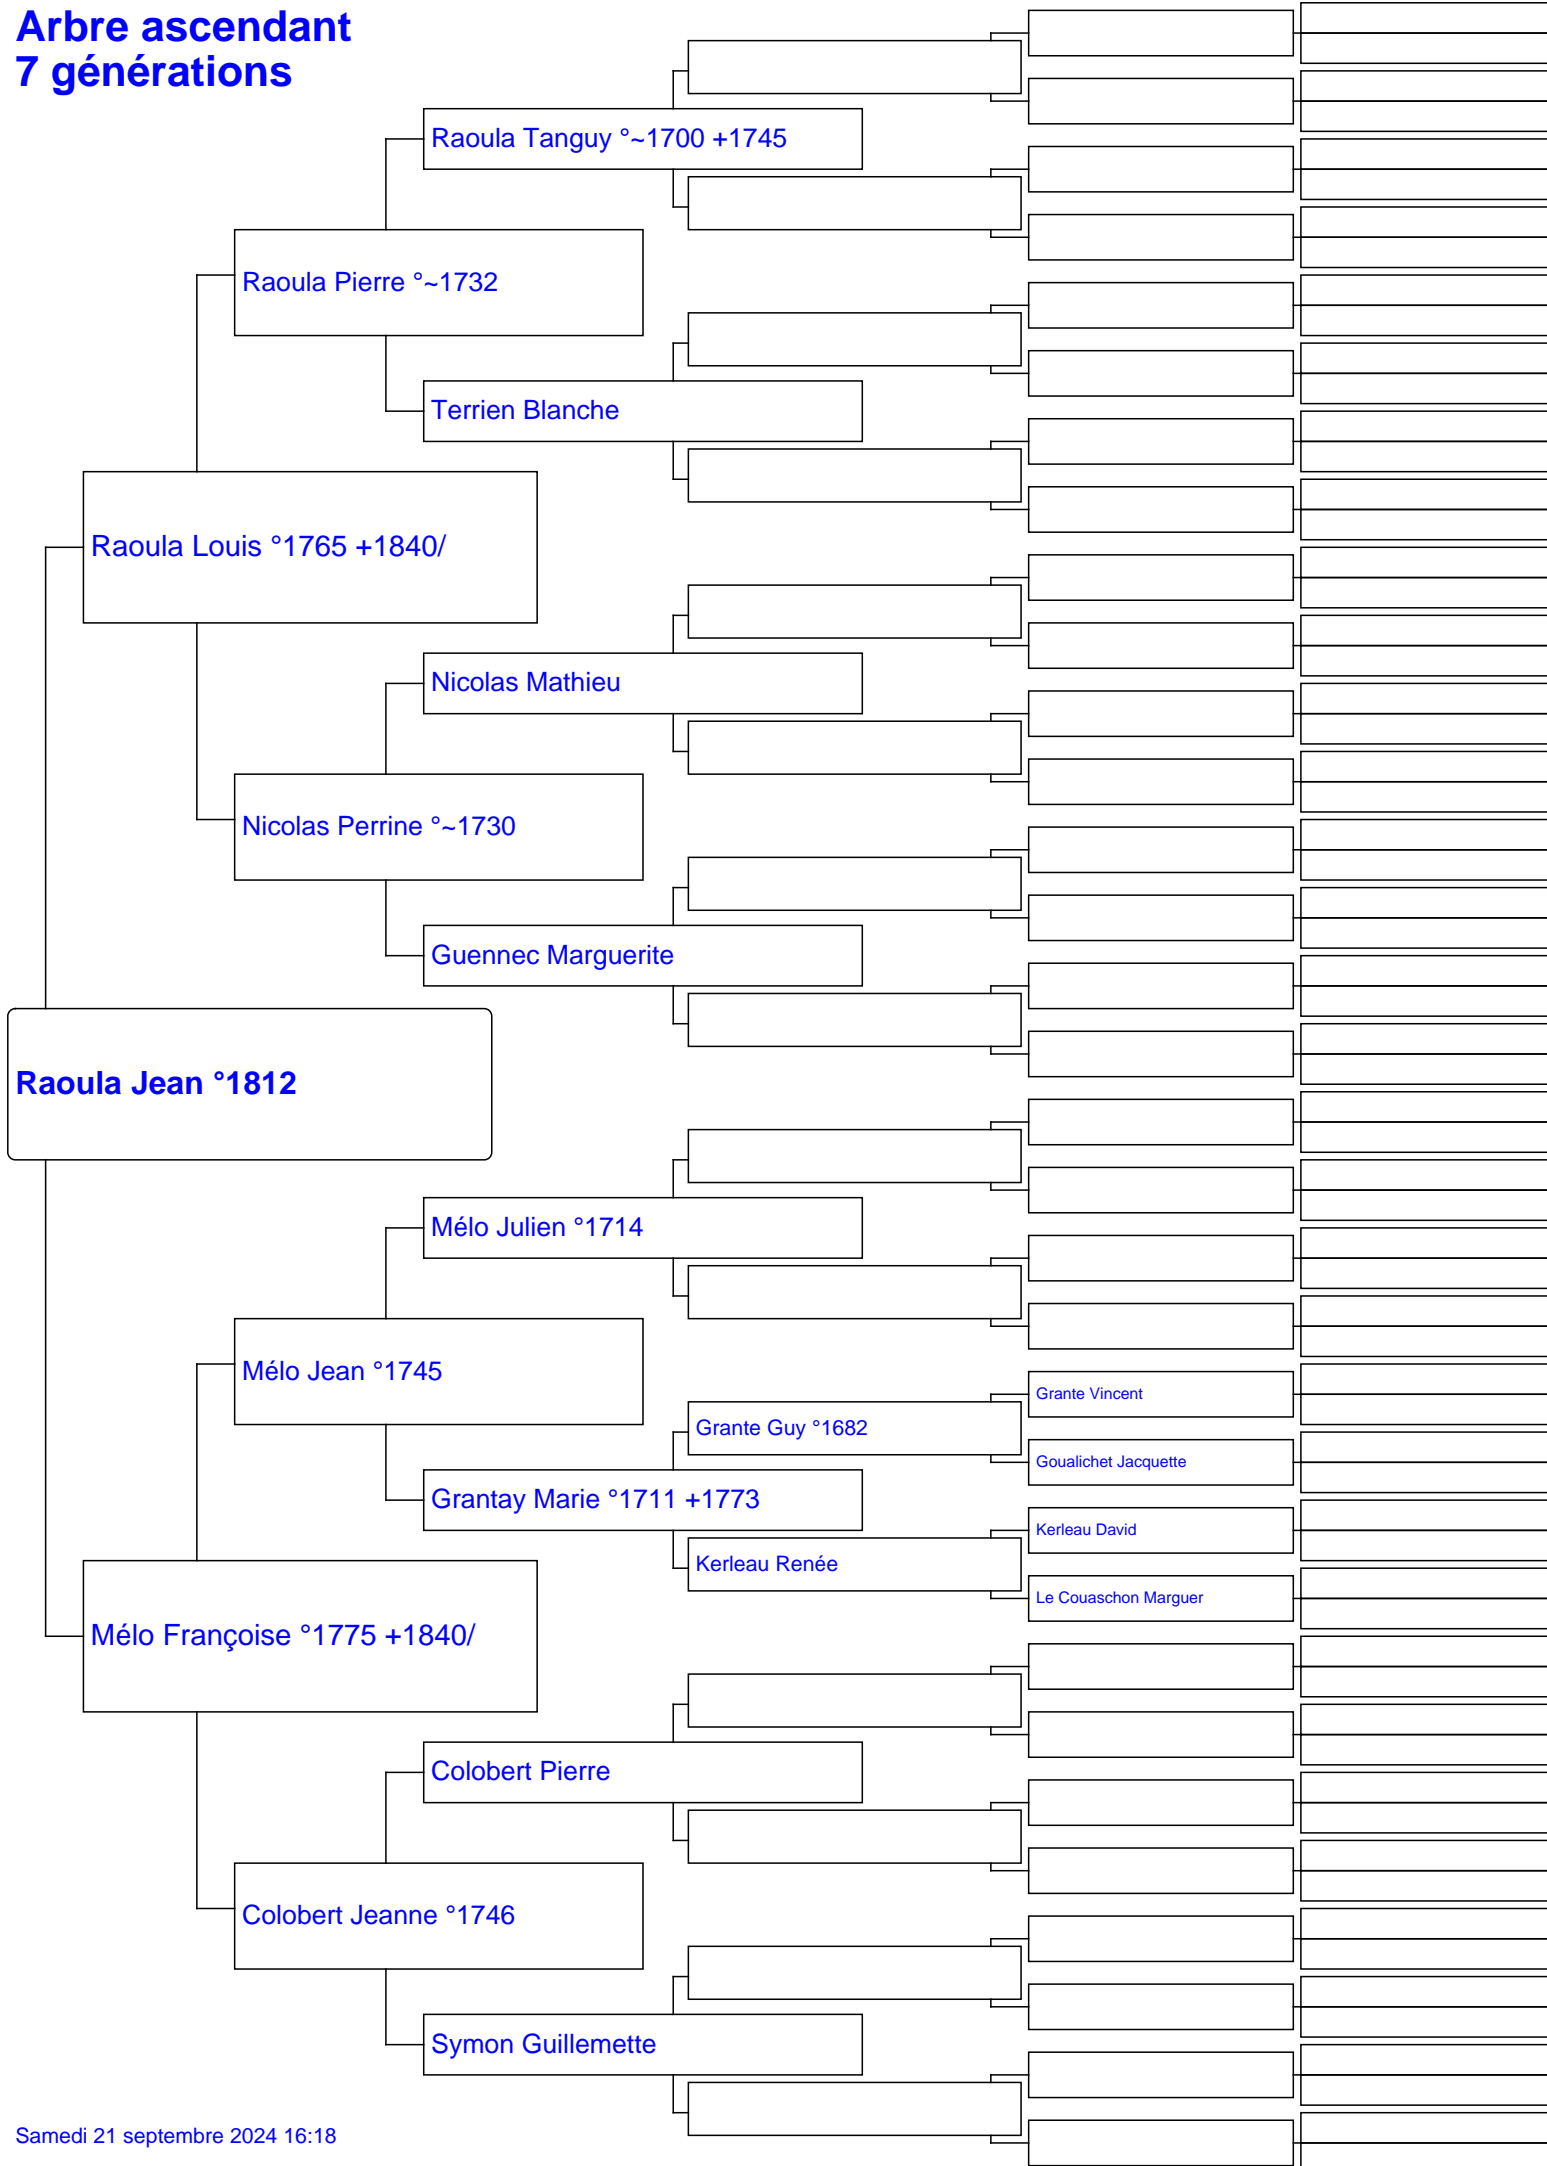 Arbre ascendant
7 générations
Raoula Tanguy °~1700 +1745
Raoula Pierre °~1732
Terrien Blanche
Raoula Louis °1765 +1840/
Nicolas Mathieu
Nicolas Perrine °~1730
Guennec Marguerite
Raoula Jean °1812
Mélo Julien °1714
Mélo Jean °1745
Grante Vincent
Grante Guy °1682
Goualichet Jacquette
Grantay Marie °1711 +1773
Kerleau David
Kerleau Renée
Le Couaschon Marguer
Mélo Françoise °1775 +1840/
Colobert Pierre
Colobert Jeanne °1746
Symon Guillemette
Samedi 21 septembre 2024 16:18